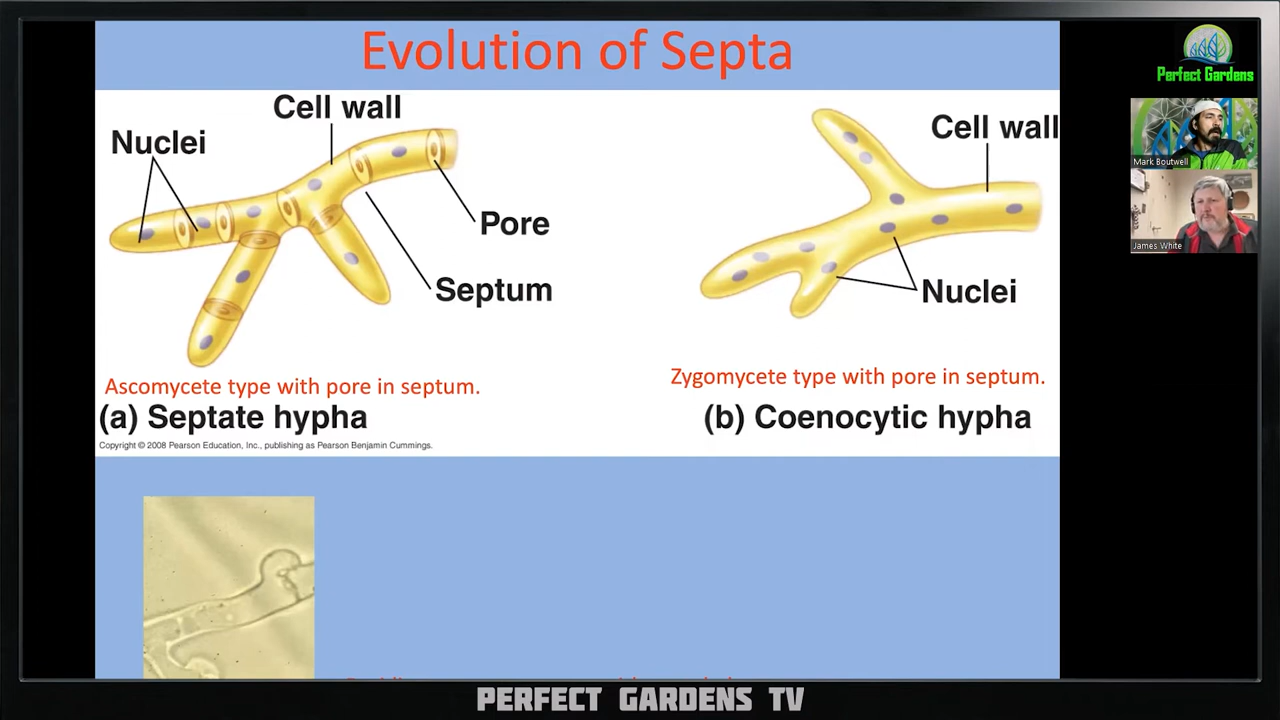 Evolution of Septa
Cell wall
Nuclei
Pore
Septum
Ascomycete type with pore in septum.
(a) Septate hypha
Copyright © 2008 Pearson Education, Inc., publishing as Pearson Benjamin Cummings.
Cell wall
Nuclei
Zygomycete type with pore in septum.
(b) Coenocytic hypha
Perfect Gardens
Mark Boutwell
James White
PERFECT GARDENS TV